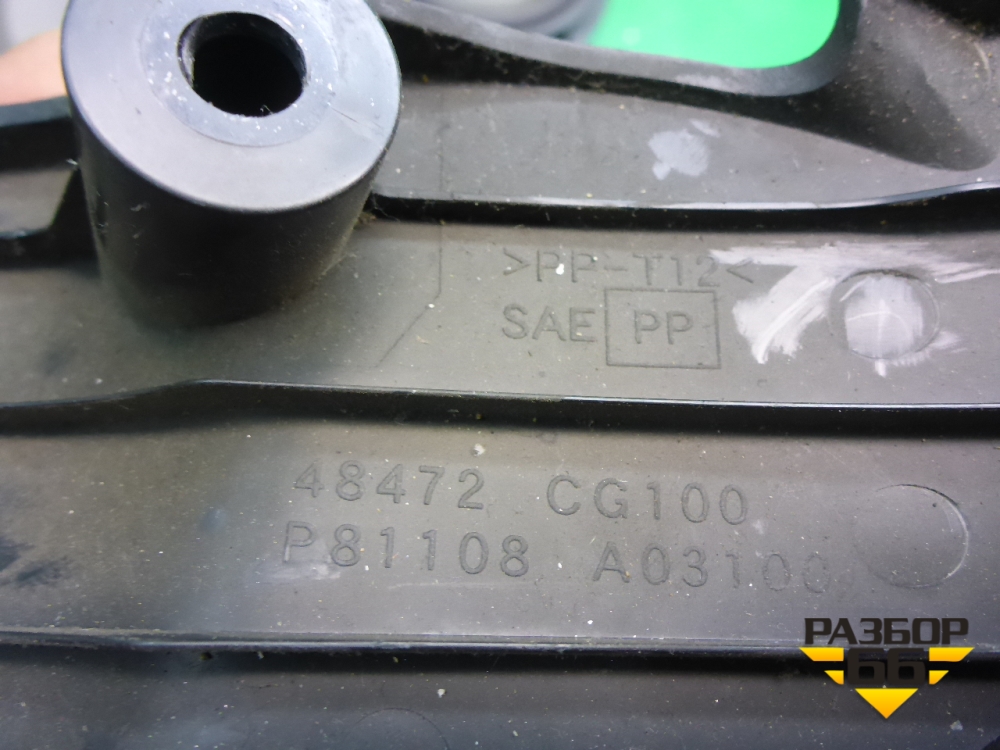 >PP-T12<
SAE PP
48472 CG100
P81108 A03100
РАЗБОР
66